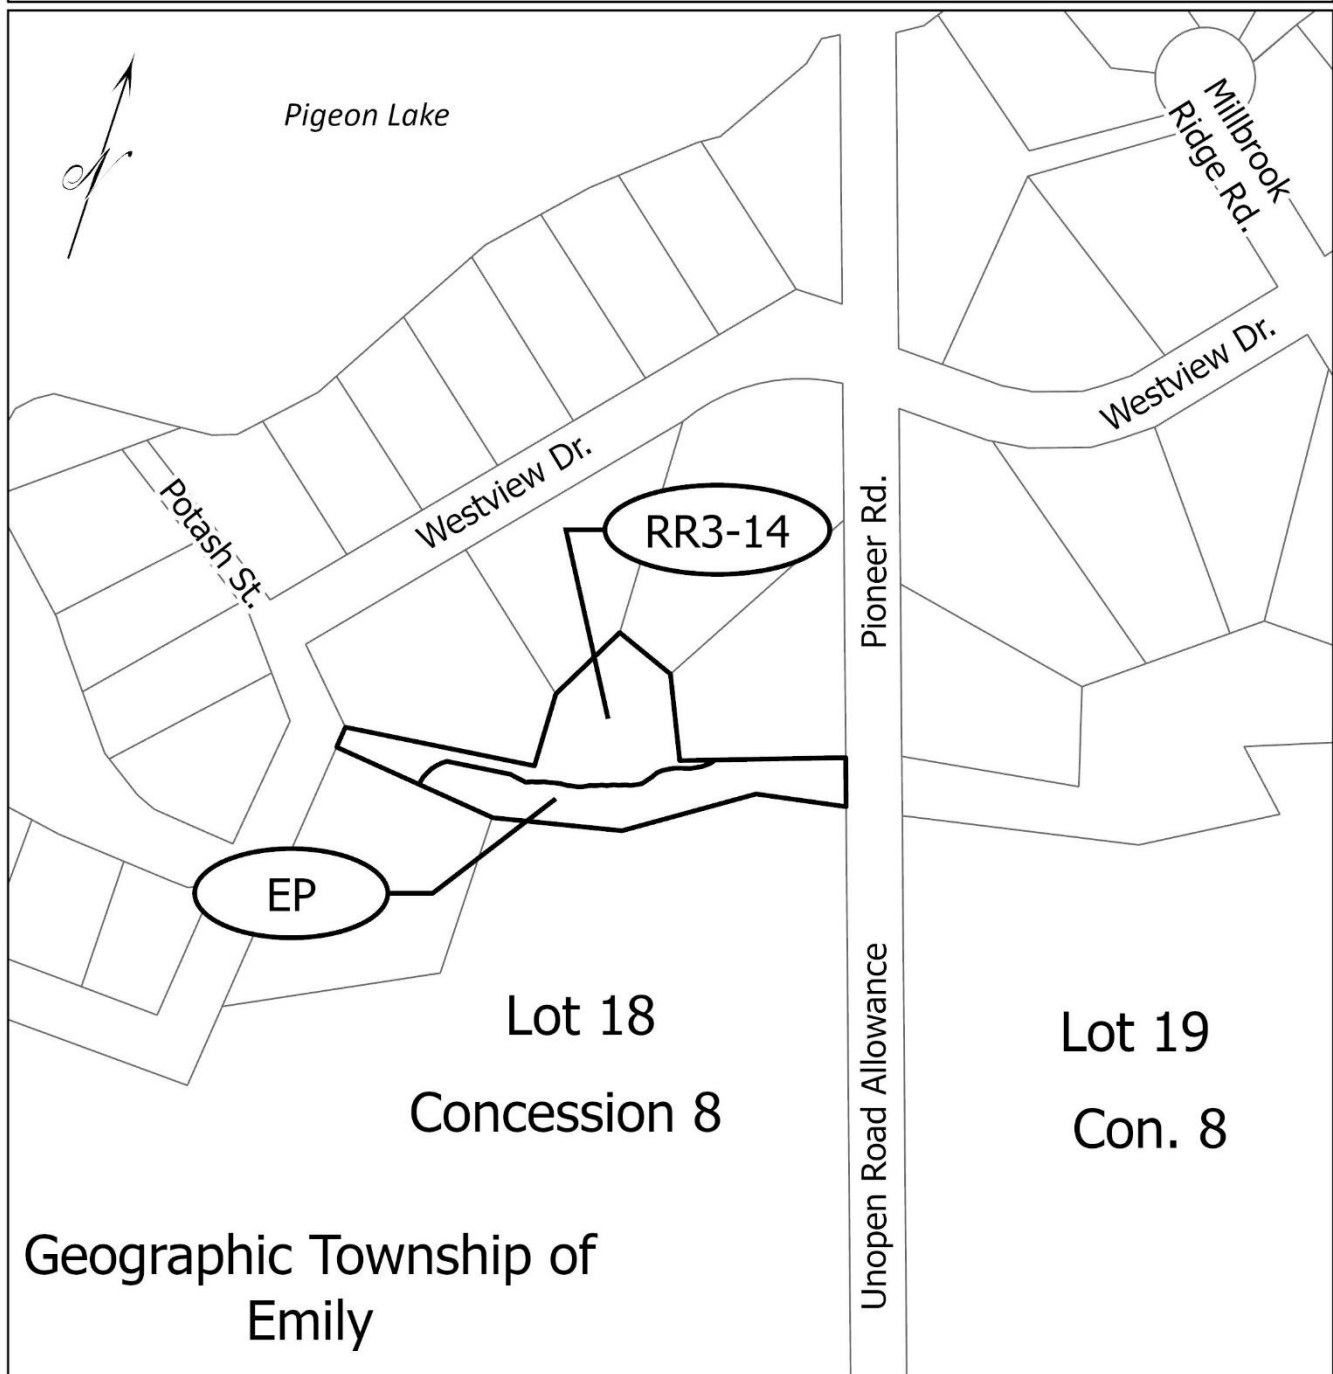 Pigeon Lake
Millbrook
Ridge Rd.
Westview Dr.
Westview Dr.
Potash St.
RR3-14
Pioneer Rd.
EP
Unopen Road Allowance
Lot 18
Concession 8
Lot 19
Con. 8
Geographic Township of
Emily